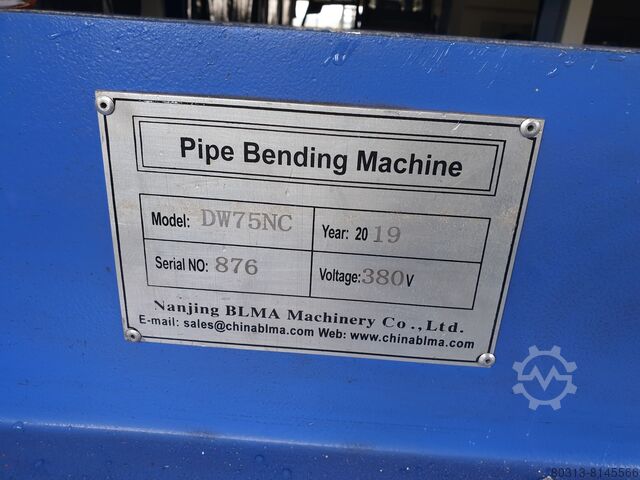 Pipe Bending Machine
Model: DW75NC
Year: 2019
Serial NO: 876
Voltage: 380V
Nanjing BLMA Machinery Co.,Ltd.
E-mail: sales@chinablma.com Web: www.chinablma.com
80313-8145566